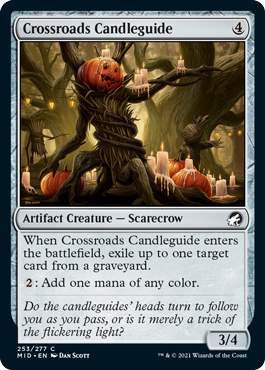 Crossroads Candleguide 4
Artifact Creature — Scarecrow
When Crossroads Candleguide enters
the battlefield, exile up to one target
card from a graveyard.
2: Add one mana of any color.
Do the candleguides' heads turn to follow
you as you pass, or is it merely a trick of
the flickering light?
3/4
253/277 C
MID • EN DAN SCOTT
™ & © 2021 Wizards of the Coast